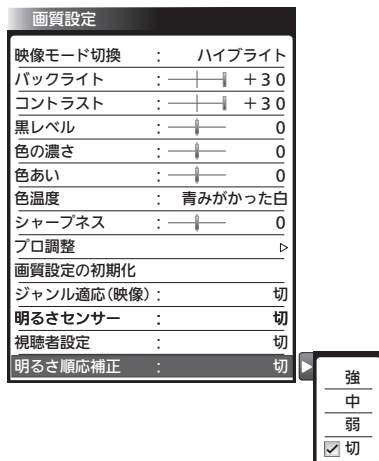 画質設定
映像モード切換 : ハイブライト
バックライト : +30
コントラスト : +30
黒レベル : 0
色の濃さ : 0
色あい : 0
色温度 : 青みがかった白
シャープネス : 0
プロ調整
画質設定の初期化
ジャンル適応(映像) : 切
明るさセンサー : 切
視聴者設定 : 切
明るさ順応補正 : 切
強
中
弱
切